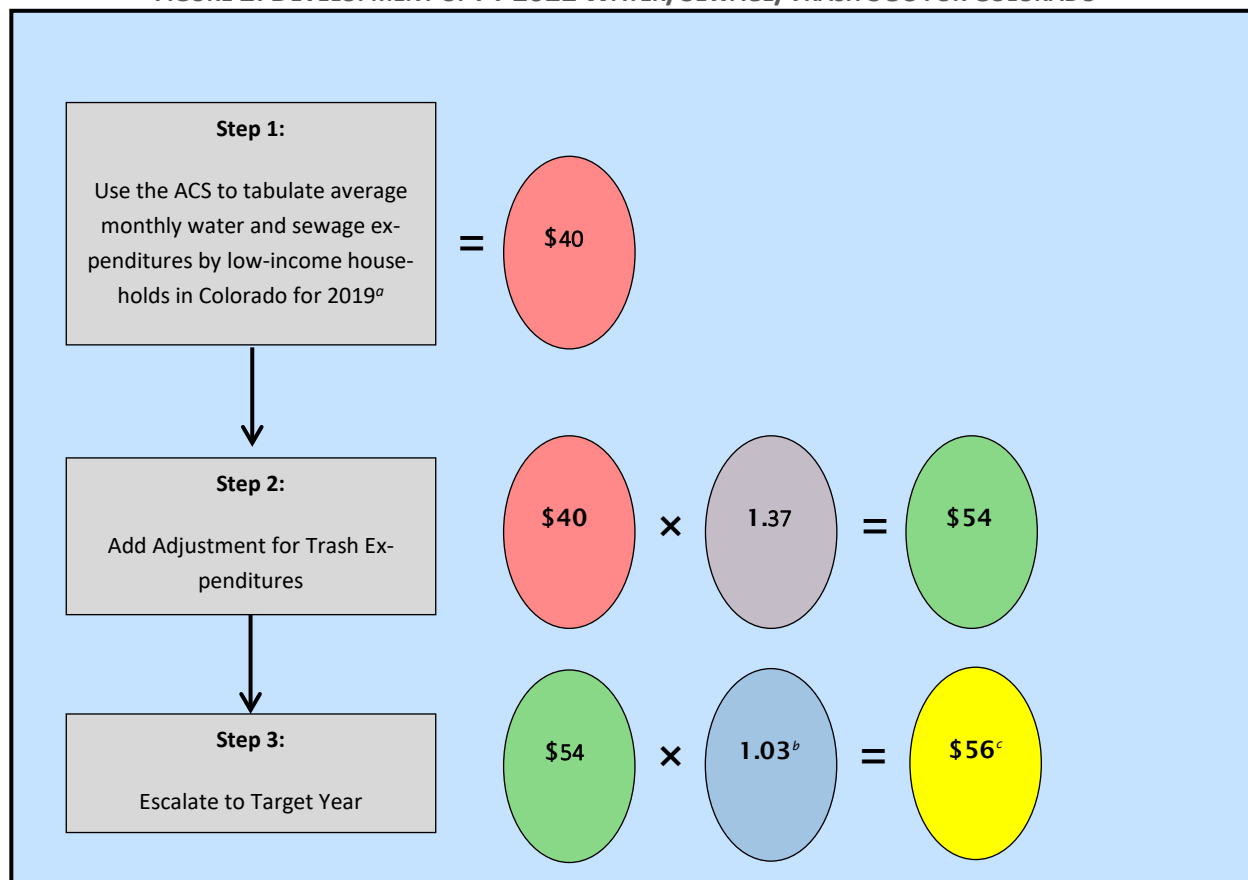 Step 1:
Use the ACS to tabulate average
monthly water and sewage ex-
penditures by low-income house-
holds in Colorado for 2019a
=
$40
Step 2:
Add Adjustment for Trash Ex-
penditures
$40 × 1.37 = $54
Step 3:
Escalate to Target Year
$54 × 1.03b = $56c